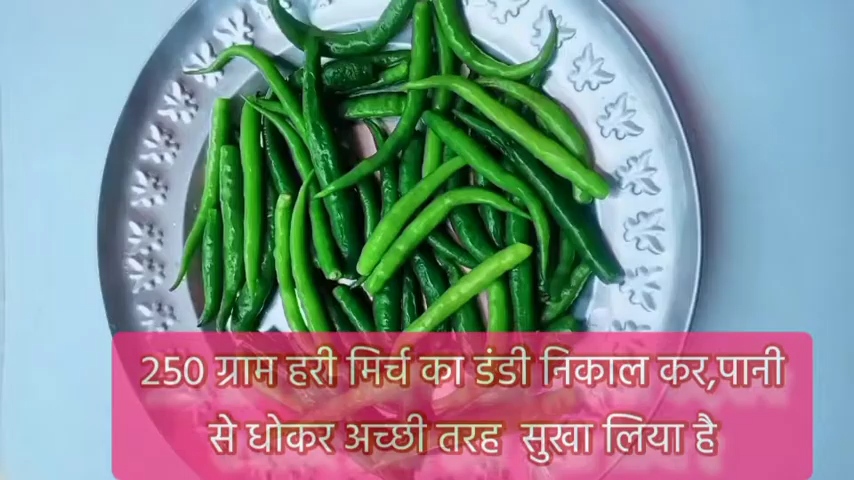 250 ग्राम हरी मिर्च का डंडी निकाल कर,पानी
से धोकर अच्छी तरह सुखा लिया है